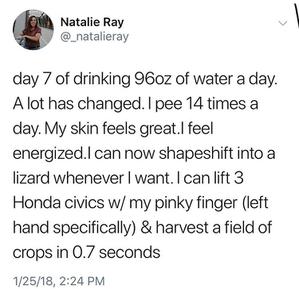 Natalie Ray
@_natalieray
day 7 of drinking 96oz of water a day.
A lot has changed. I pee 14 times a
day. My skin feels great.I feel
energized.I can now shapeshift into a
lizard whenever I want. I can lift 3
Honda civics w/ my pinky finger (left
hand specifically) & harvest a field of
crops in 0.7 seconds
1/25/18, 2:24 PM